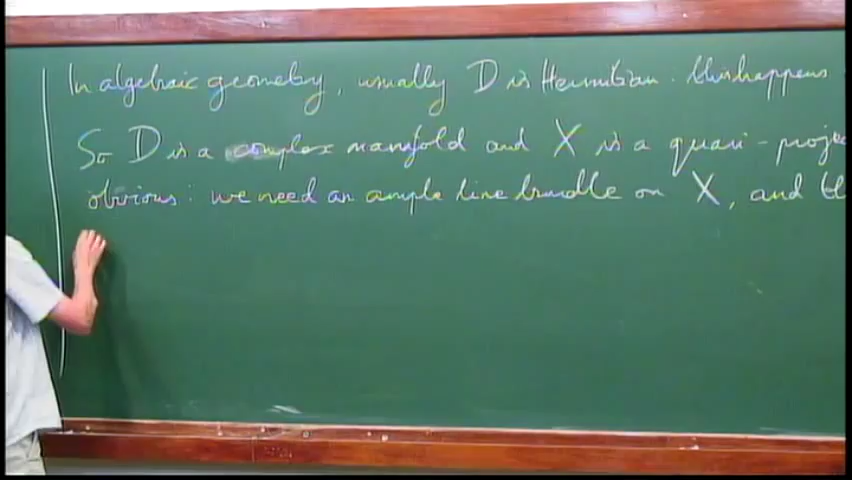 In algebraic geometry, usually D is Hermitian. this happens
So D is a complex manifold and X is a quasi-proje
obvious: we need an ample line bundle on X, and th